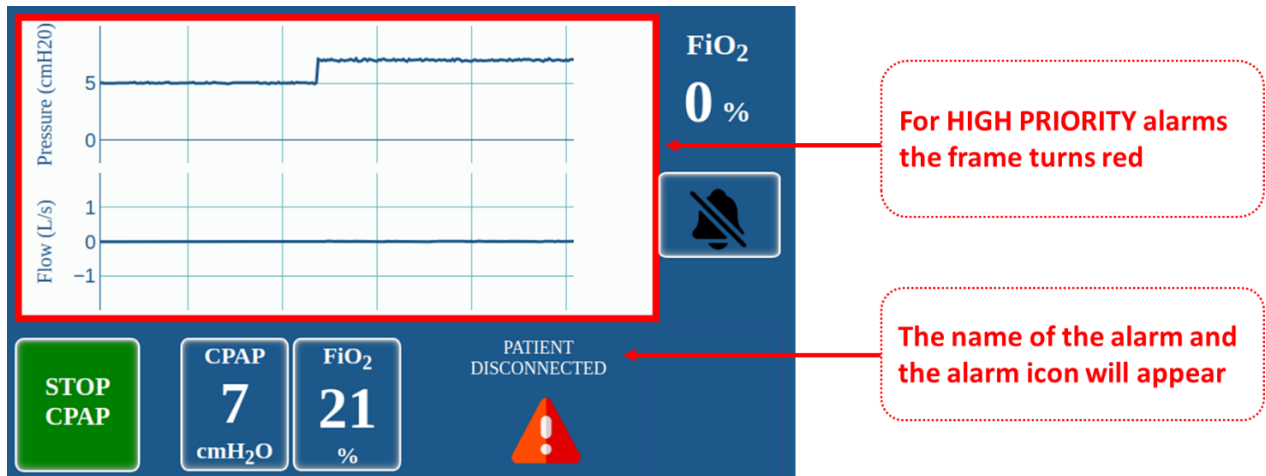 Pressure (cmH20)
5
0
Flow (L/s)
1
0
−1
FiO2
0 %
For HIGH PRIORITY alarms
the frame turns red
STOP
CPAP
CPAP
7
cmH2O
FiO2
21
%
PATIENT
DISCONNECTED
The name of the alarm and
the alarm icon will appear